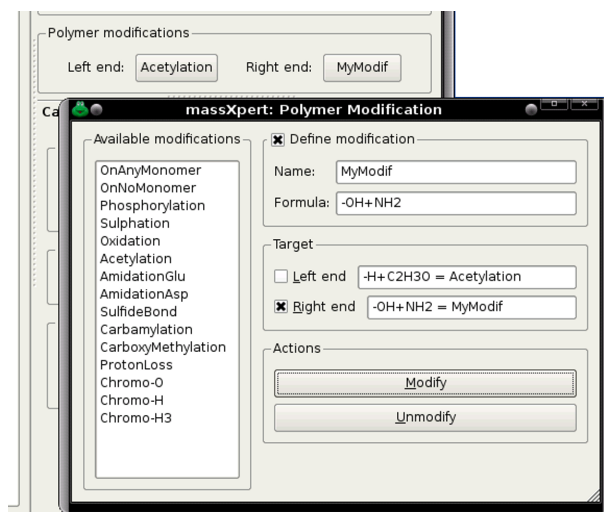 Polymer modifications
Left end: Acetylation Right end: MyModif
Ca
massXpert: Polymer Modification
Available modifications
OnAnyMonomer
OnNoMonomer
Phosphorylation
Sulphation
Oxidation
Acetylation
AmidationGlu
AmidationAsp
SulfideBond
Carbamylation
CarboxyMethylation
ProtonLoss
Chromo-O
Chromo-H
Chromo-H3
Define modification
Name: MyModif
Formula: -OH+NH2
Target
Left end -H+C2H3O = Acetylation
Right end -OH+NH2 = MyModif
Actions
Modify
Unmodify